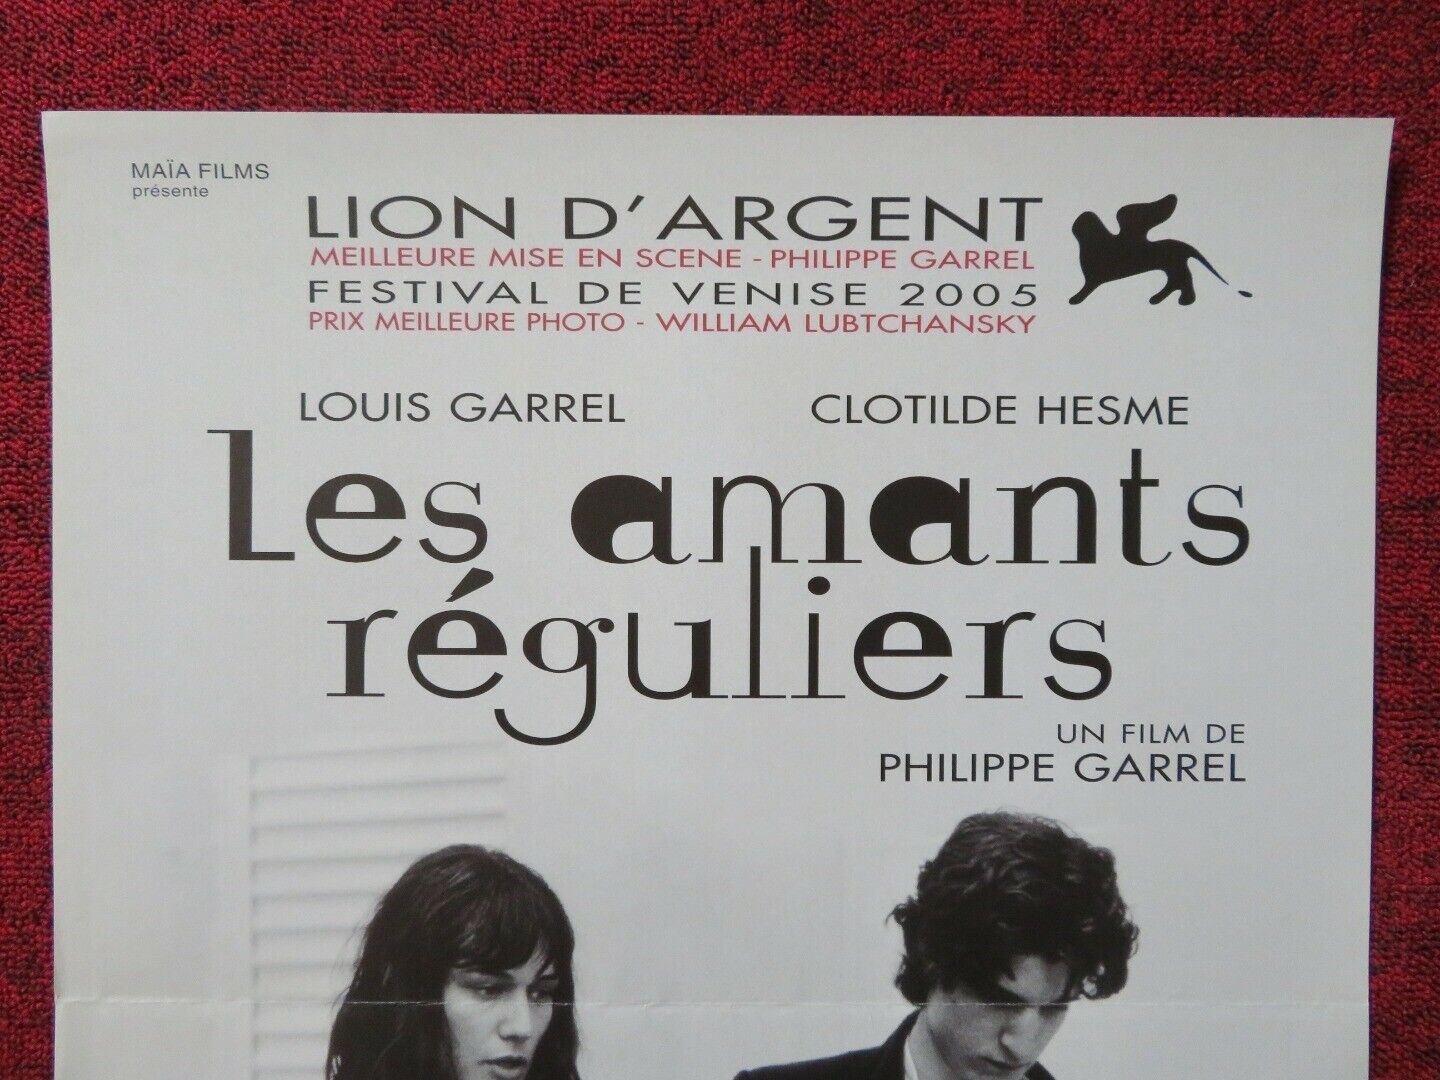 MAÏA FILMS
présente
LION D'ARGENT
MEILLEURE MISE EN SCENE - PHILIPPE GARREL
FESTIVAL DE VENISE 2005
PRIX MEILLEURE PHOTO - WILLIAM LUBTCHANSKY
LOUIS GARREL CLOTILDE HESME
Les amants
réguliers
UN FILM DE
PHILIPPE GARREL